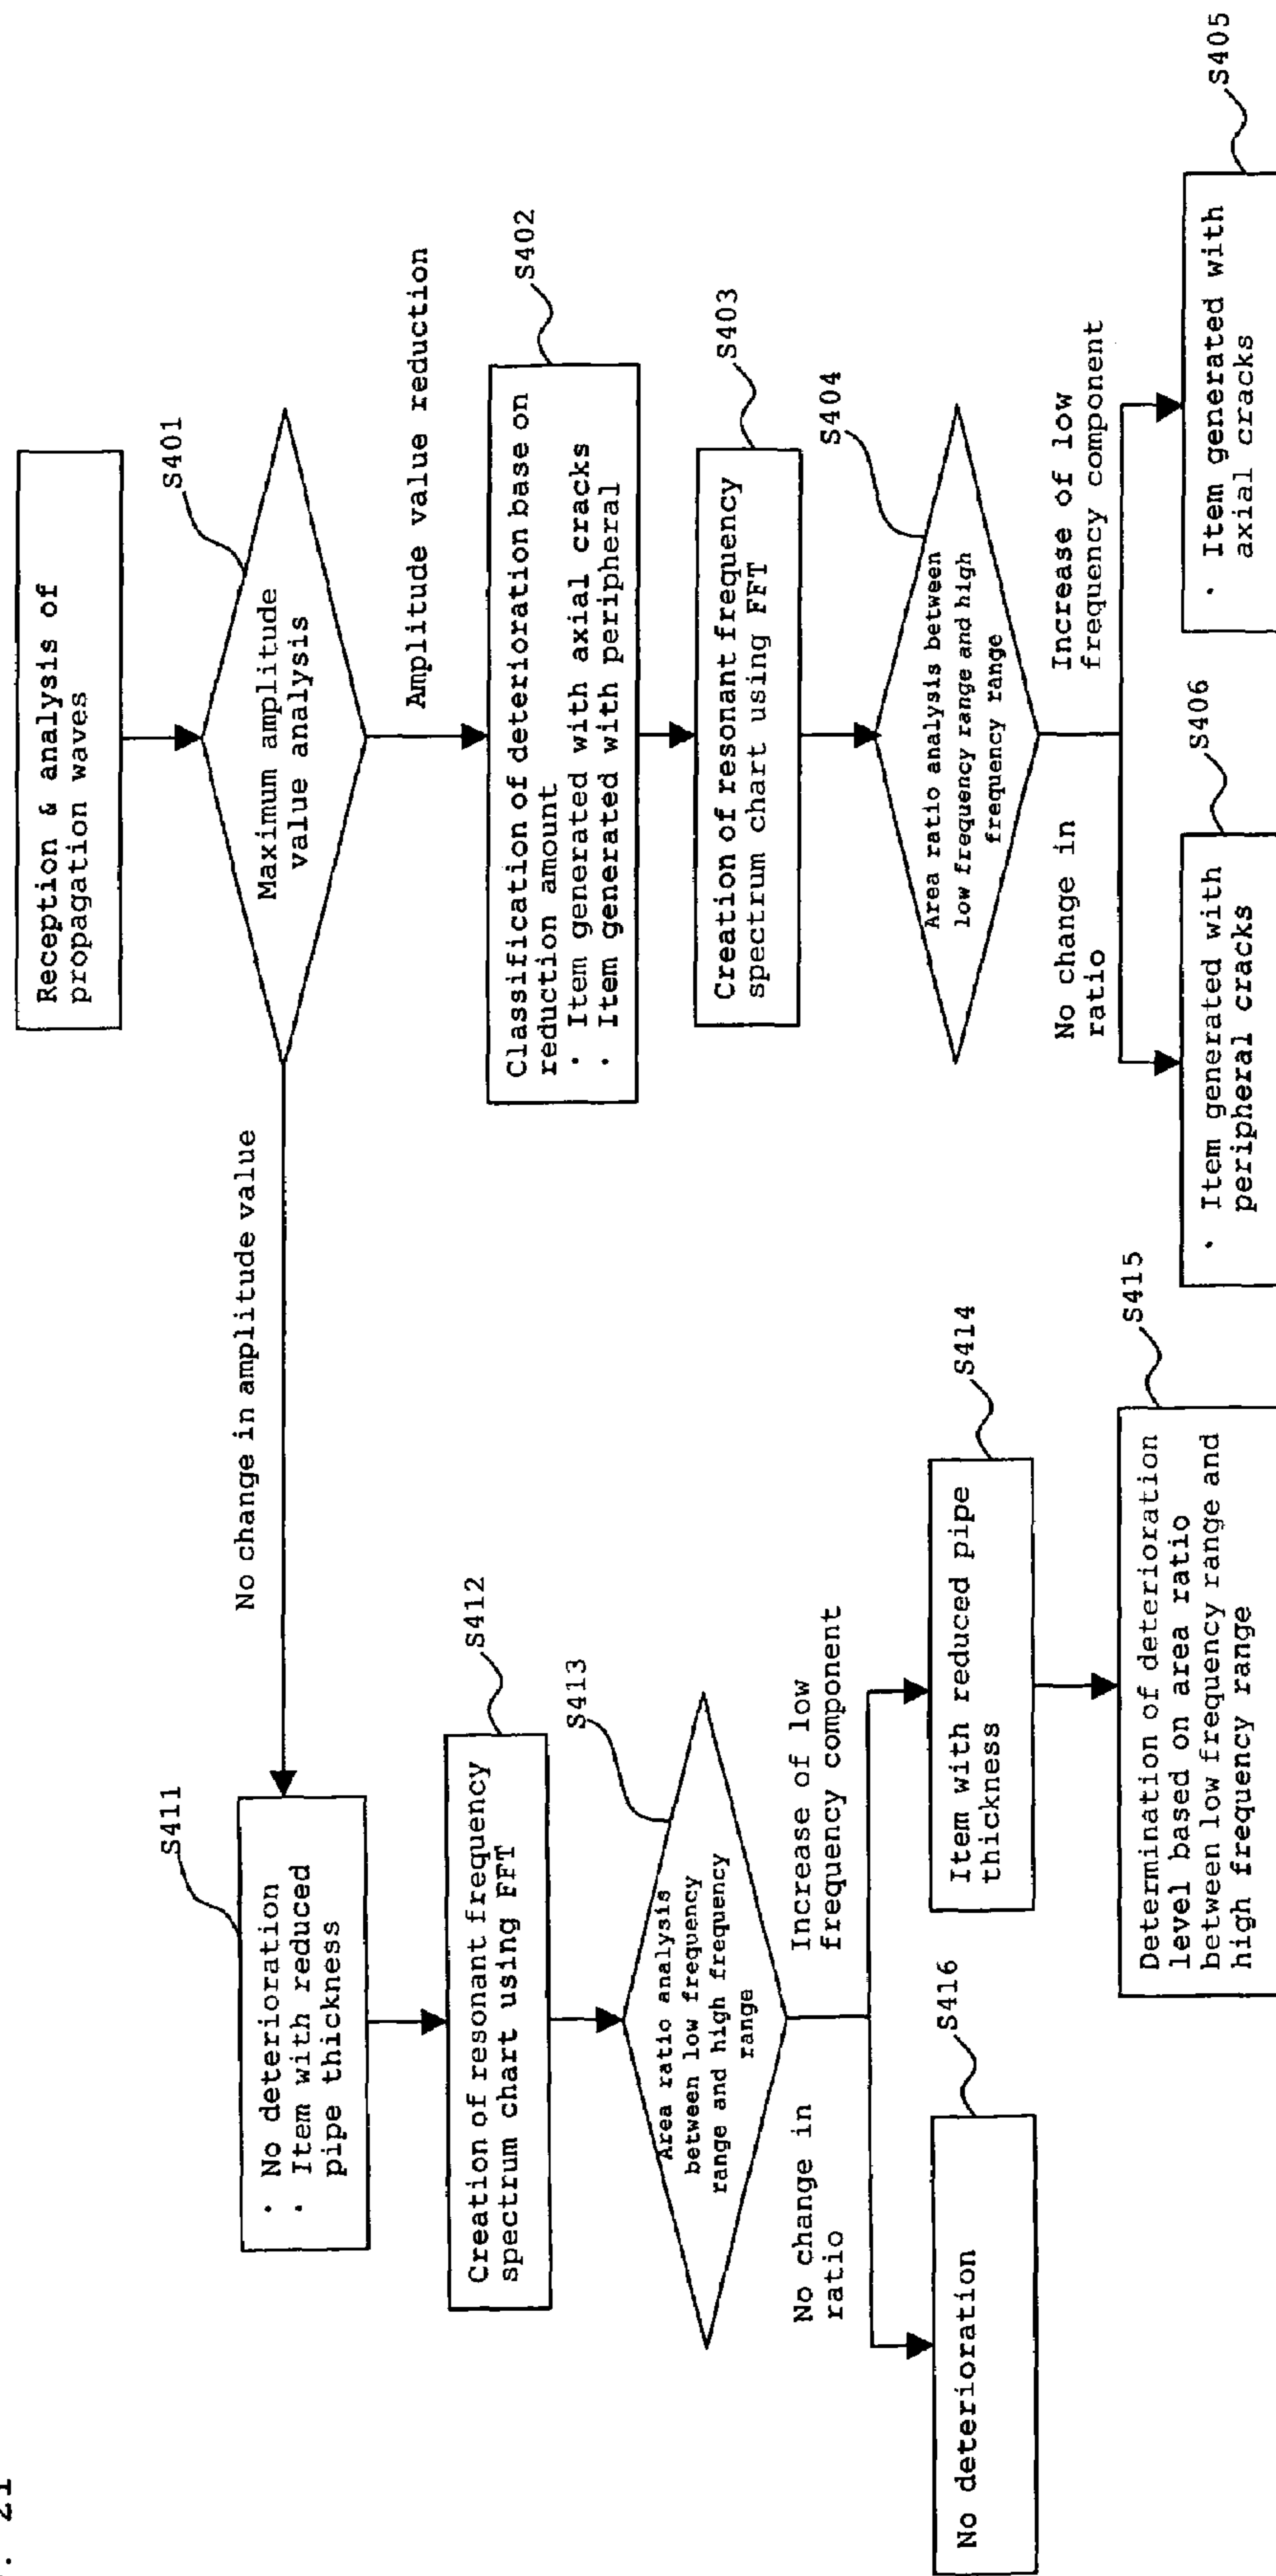 . 21
Reception & analysis of
propagation waves
S401
Maximum amplitude
value analysis
No change in amplitude value
Amplitude value reduction
S402
Classification of deterioration base on
reduction amount
· Item generated with axial cracks
· Item generated with peripheral
S403
Creation of resonant frequency
spectrum chart using FFT
S404
Area ratio analysis between
low frequency range and high
frequency range
No change in
ratio
Increase of low
frequency component
S406
· Item generated with
peripheral cracks
S405
· Item generated with
axial cracks
S411
· No deterioration
· Item with reduced
pipe thickness
S412
Creation of resonant frequency
spectrum chart using FFT
S413
Area ratio analysis
between low frequency
range and high frequency
range
No change in
ratio
Increase of low
frequency component
S416
No deterioration
S414
Item with reduced pipe
thickness
S415
Determination of deterioration
level based on area ratio
between low frequency range and
high frequency range